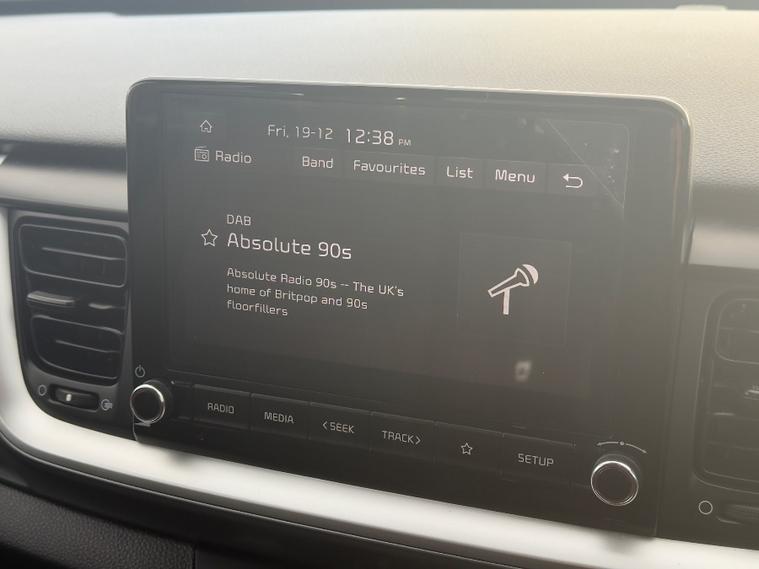 Fri, 19-12 12:38 PM
Radio Band Favourites List Menu
DAB
Absolute 90s
Absolute Radio 90s -- The UK's
home of Britpop and 90s
floorfillers
RADIO MEDIA <SEEK TRACK> SETUP